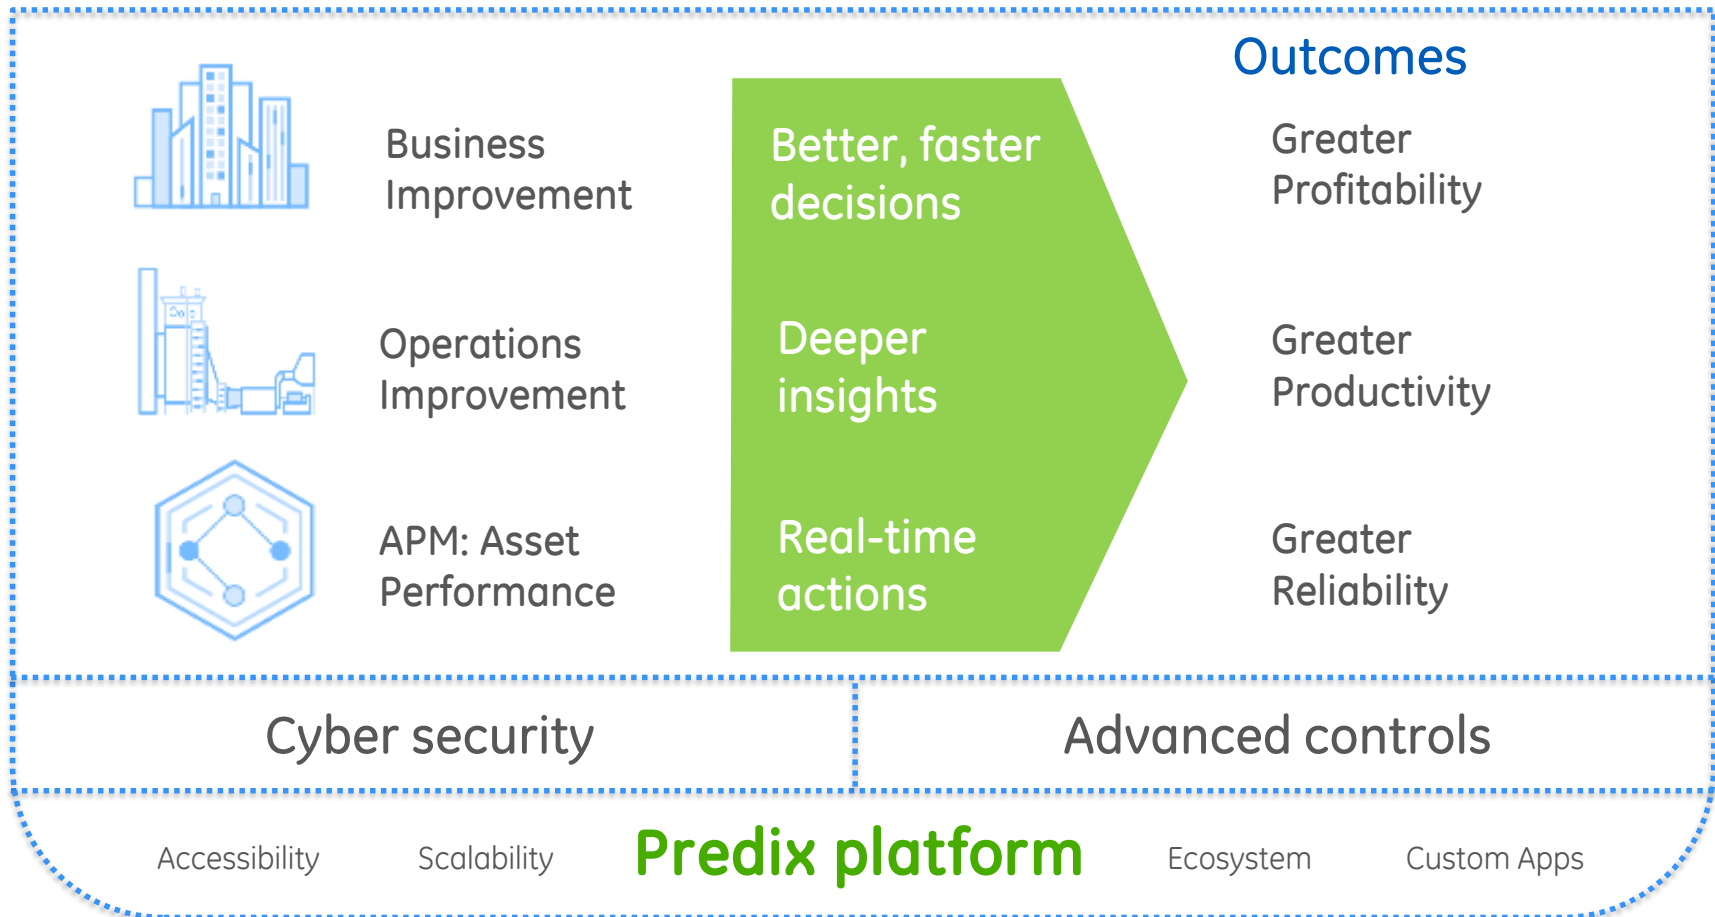 Outcomes
Business
Improvement
Better, faster
decisions
Greater
Profitability
Operations
Improvement
Deeper
insights
Greater
Productivity
APM: Asset
Performance
Real-time
actions
Greater
Reliability
Cyber security
Advanced controls
Accessibility
Scalability
Predix platform
Ecosystem
Custom Apps